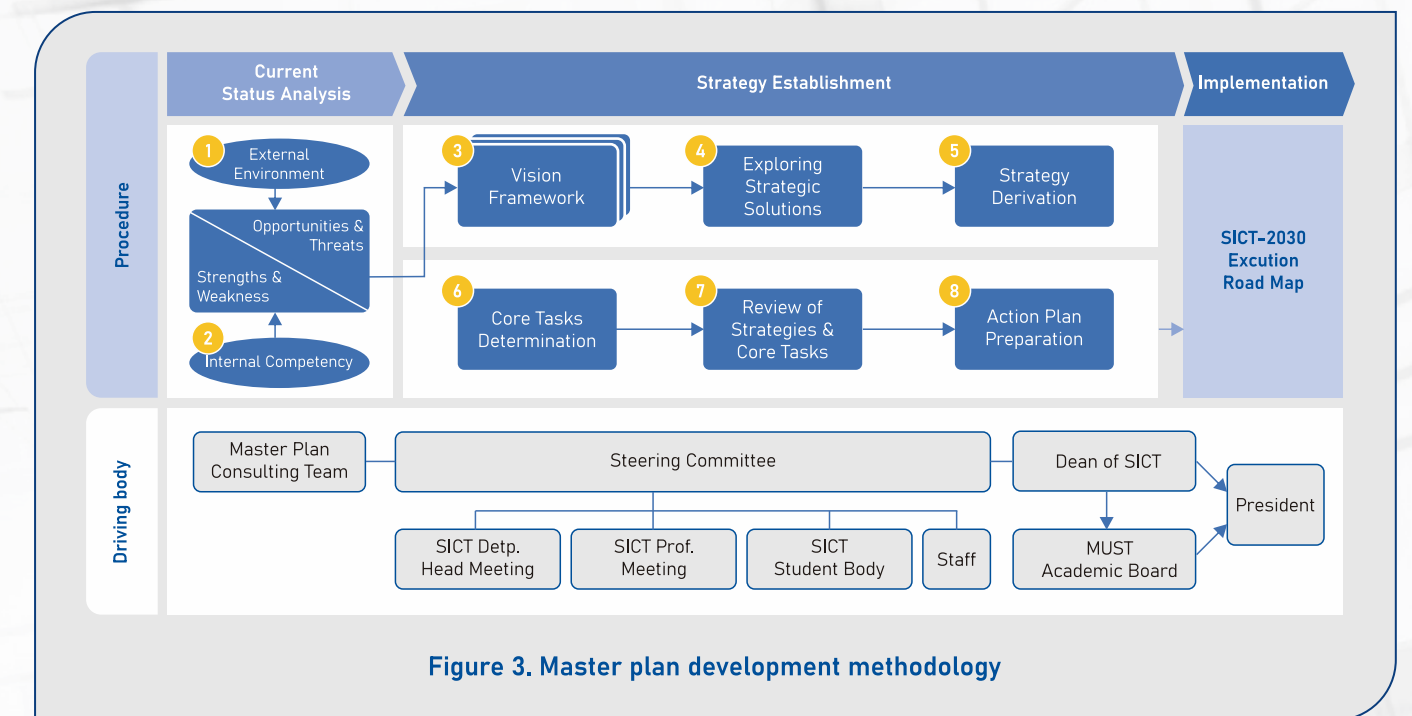 Current
Status Analysis
Strategy Establishment
Implementation
Procedure
1
External
Environment
Opportunities &
Threats
Strengths &
Weakness
2
Internal Competency
3
Vision
Framework
4
Exploring
Strategic
Solutions
5
Strategy
Derivation
6
Core Tasks
Determination
7
Review of
Strategies &
Core Tasks
8
Action Plan
Preparation
SICT-2030
Excution
Road Map
Driving body
Master Plan
Consulting Team
Steering Committee
Dean of SICT
President
SICT Detp.
Head Meeting
SICT Prof.
Meeting
SICT
Student Body
Staff
MUST
Academic Board
Figure 3. Master plan development methodology